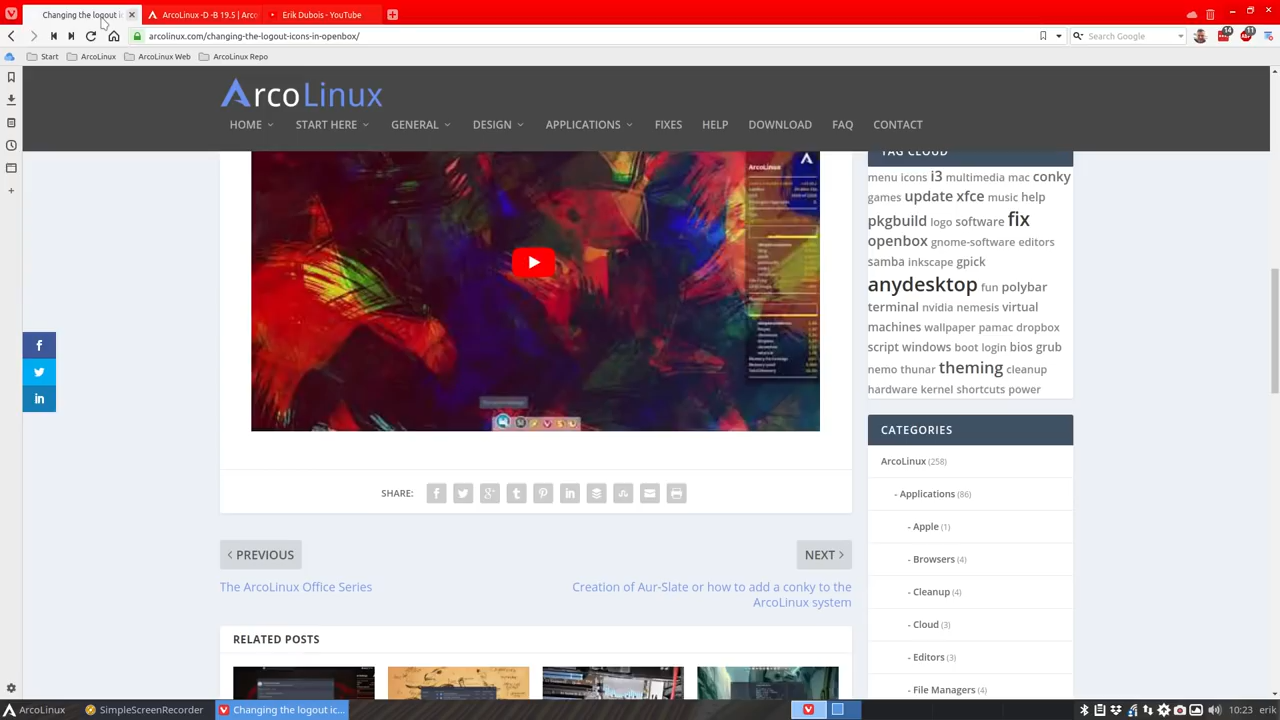 Changing the logout i
ArcoLinux -D -B 19.5 | Arco
Erik Dubois - YouTube
arcolinux.com/changing-the-logout-icons-in-openbox/
Search Google
14
11
Start
ArcoLinux
ArcoLinux Web
ArcoLinux Repo
ArcoLinux
HOME
START HERE
GENERAL
DESIGN
APPLICATIONS
FIXES
HELP
DOWNLOAD
FAQ
CONTACT
ArcoLinux
TAG CLOUD
menu icons i3 multimedia mac conky
games update xfce music help
pkgbuild logo software fix
openbox gnome-software editors
samba inkscape gpick
anydesktop fun polybar
terminal nvidia nemesis virtual
machines wallpaper pamac dropbox
script windows boot login bios grub
nemo thunar theming cleanup
hardware kernel shortcuts power
CATEGORIES
ArcoLinux (258)
- Applications (86)
- Apple (1)
- Browsers (4)
- Cleanup (4)
- Cloud (3)
- Editors (3)
- File Managers (4)
SHARE:
< PREVIOUS
NEXT >
The ArcoLinux Office Series
Creation of Aur-Slate or how to add a conky to the
ArcoLinux system
RELATED POSTS
ArcoLinux
SimpleScreenRecorder
Changing the logout ic...
10:23
erik